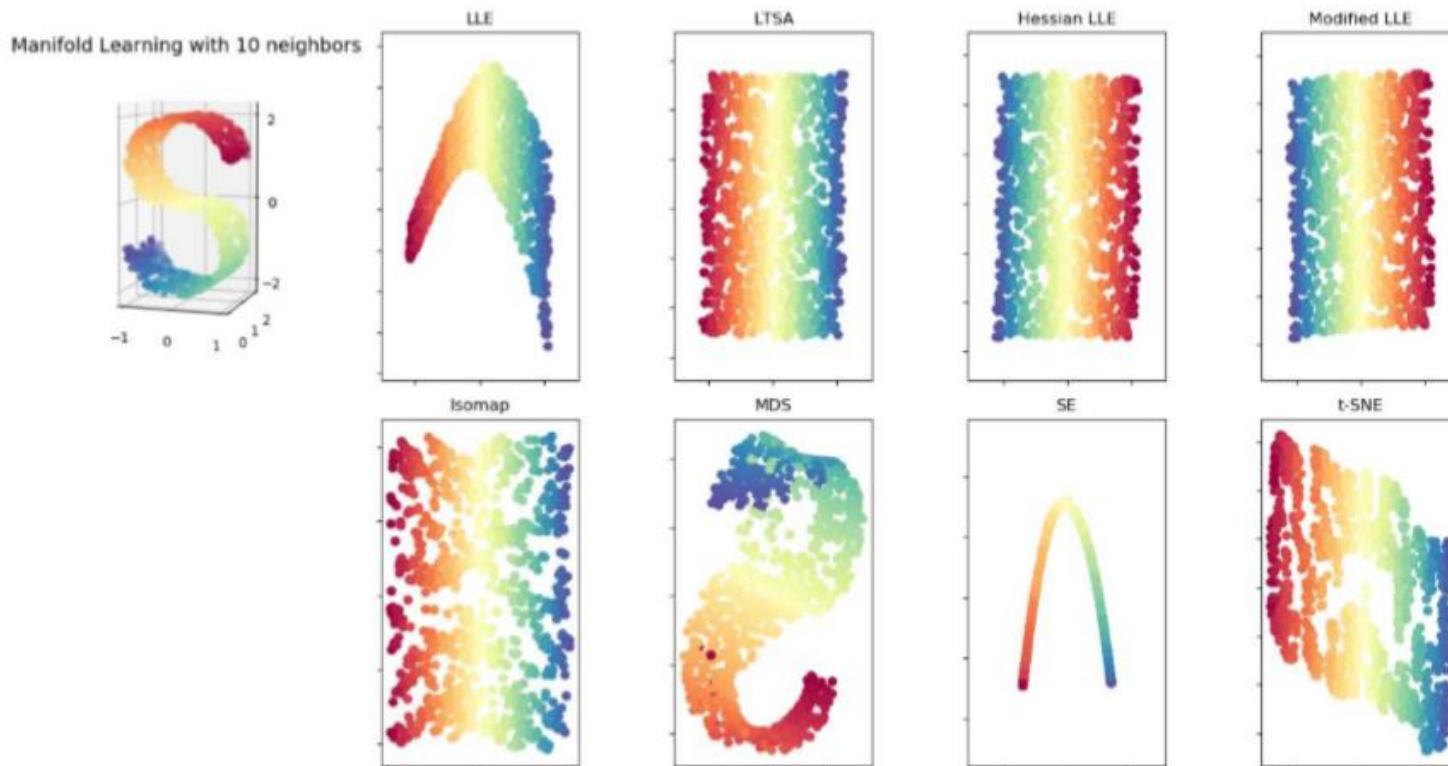 LLE
LTSA
Hessian LLE
Modified LLE
Manifold Learning with 10 neighbors
2
0
−2
−1
0
1
0
1
2
Isomap
MDS
SE
t-SNE